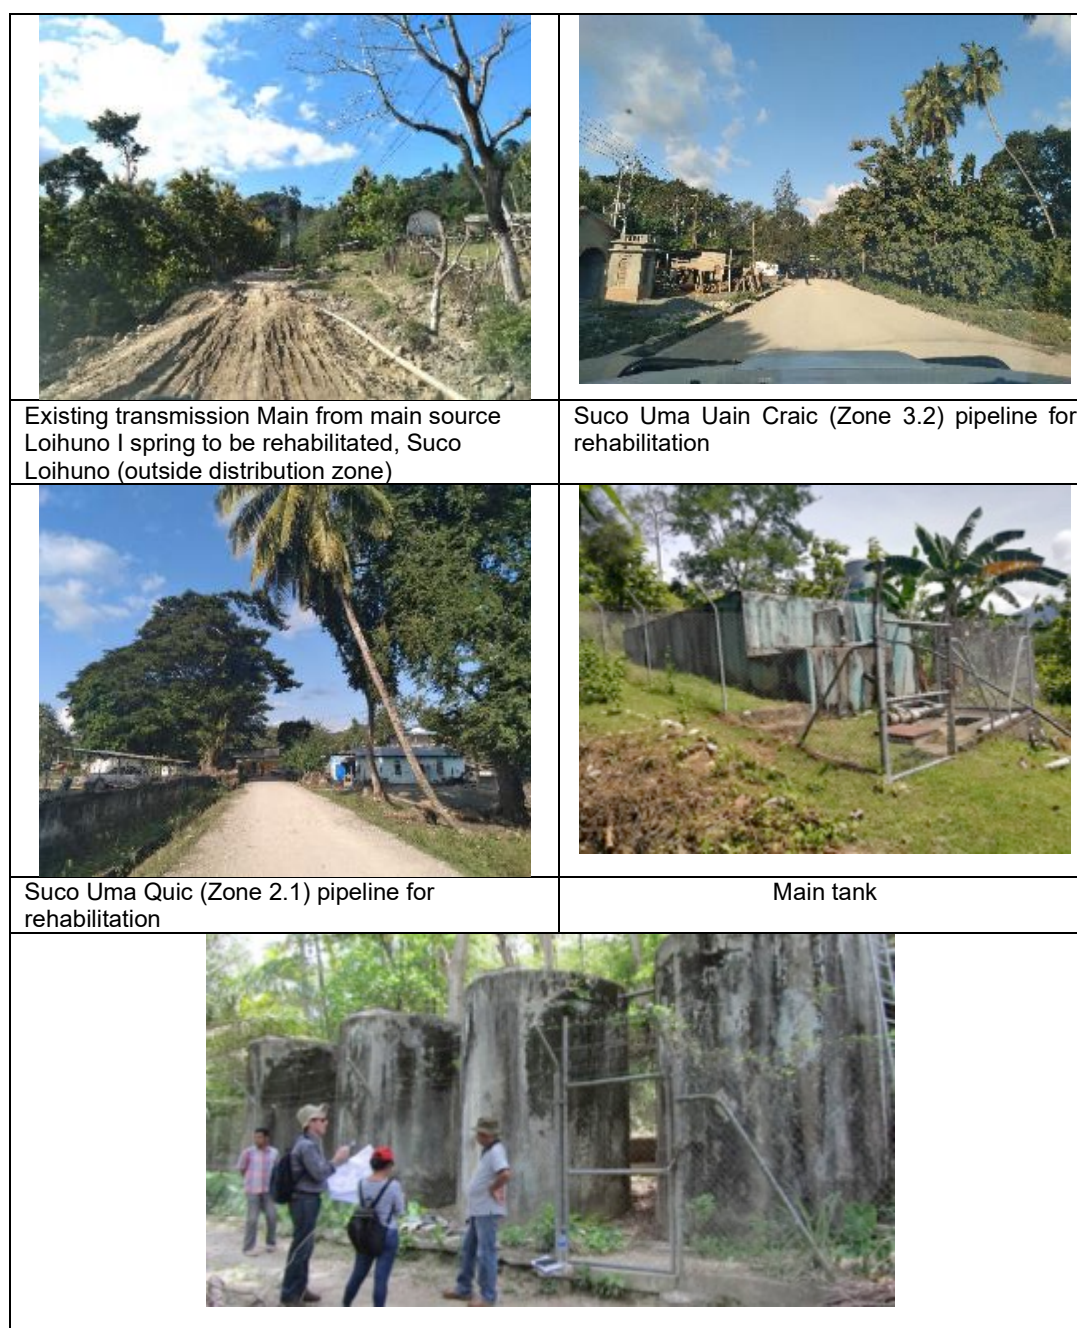 Existing transmission Main from main source
Loihuno I spring to be rehabilitated, Suco
Loihuno (outside distribution zone)
Suco Uma Uain Craic (Zone 3.2) pipeline for
rehabilitation
Suco Uma Quic (Zone 2.1) pipeline for
rehabilitation
Main tank